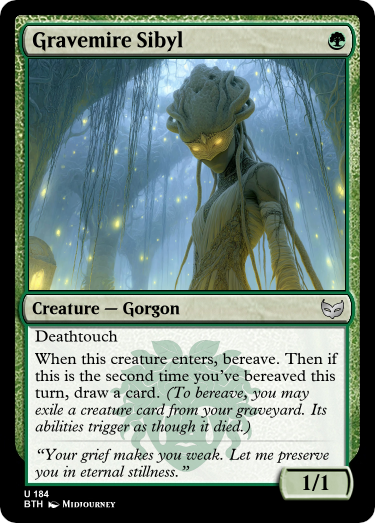 Gravemire Sibyl
Creature — Gorgon
Deathtouch
When this creature enters, bereave. Then if
this is the second time you've bereaved this
turn, draw a card. (To bereave, you may
exile a creature card from your graveyard. Its
abilities trigger as though it died.)
“Your grief makes you weak. Let me preserve
you in eternal stillness.”
1/1
U 184
BTH Midjourney